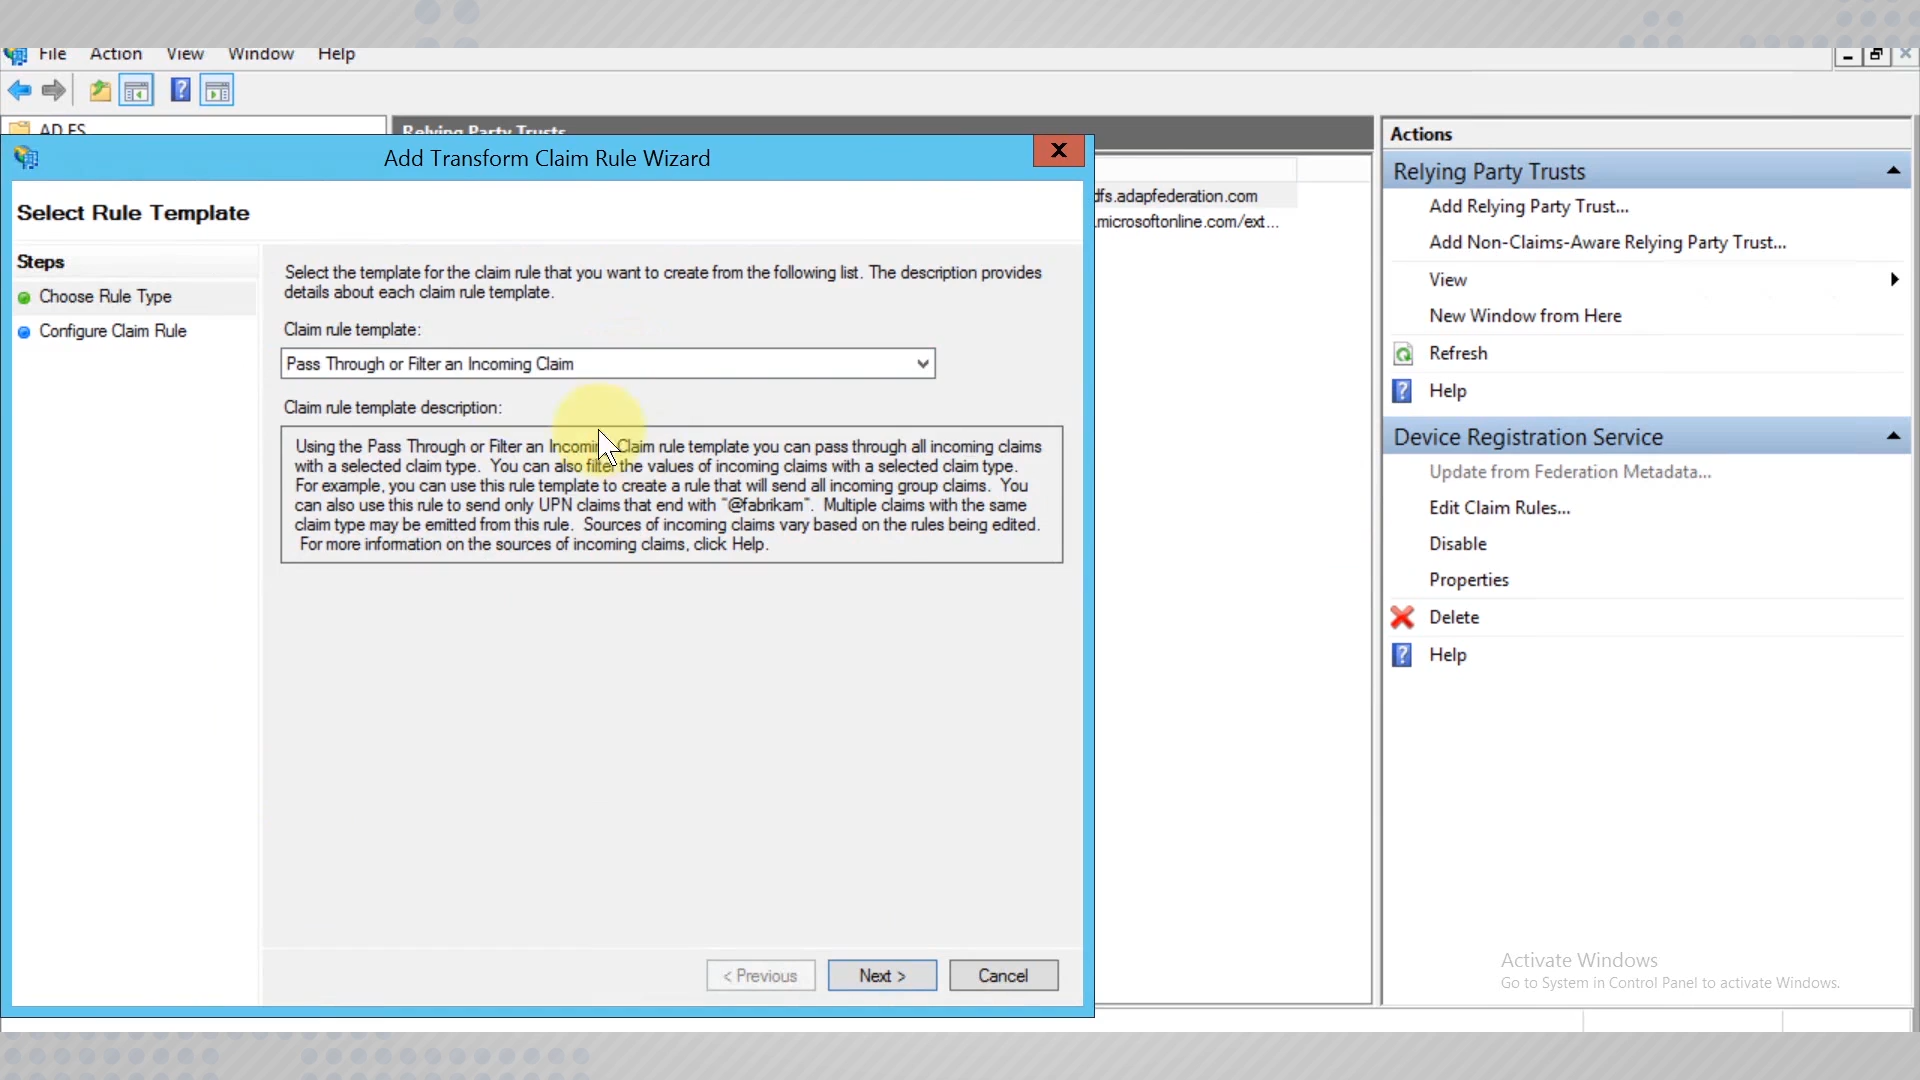 File Action View Window Help
AD FS
Relying Party Trusts
Add Transform Claim Rule Wizard
Select Rule Template
Steps
Choose Rule Type
Configure Claim Rule
Select the template for the claim rule that you want to create from the following list. The description provides
details about each claim rule template.
Claim rule template:
Pass Through or Filter an Incoming Claim
Claim rule template description:
Using the Pass Through or Filter an Incoming Claim rule template you can pass through all incoming claims
with a selected claim type. You can also filter the values of incoming claims with a selected claim type.
For example, you can use this rule template to create a rule that will send all incoming group claims. You
can also use this rule to send only UPN claims that end with "@fabrikam". Multiple claims with the same
claim type may be emitted from this rule. Sources of incoming claims vary based on the rules being edited.
For more information on the sources of incoming claims, click Help.
< Previous
Next >
Cancel
dfs.adapfederation.com
.microsoftonline.com/ext...
Actions
Relying Party Trusts
Add Relying Party Trust...
Add Non-Claims-Aware Relying Party Trust...
View
New Window from Here
Refresh
Help
Device Registration Service
Update from Federation Metadata...
Edit Claim Rules...
Disable
Properties
Delete
Help
Activate Windows
Go to System in Control Panel to activate Windows.